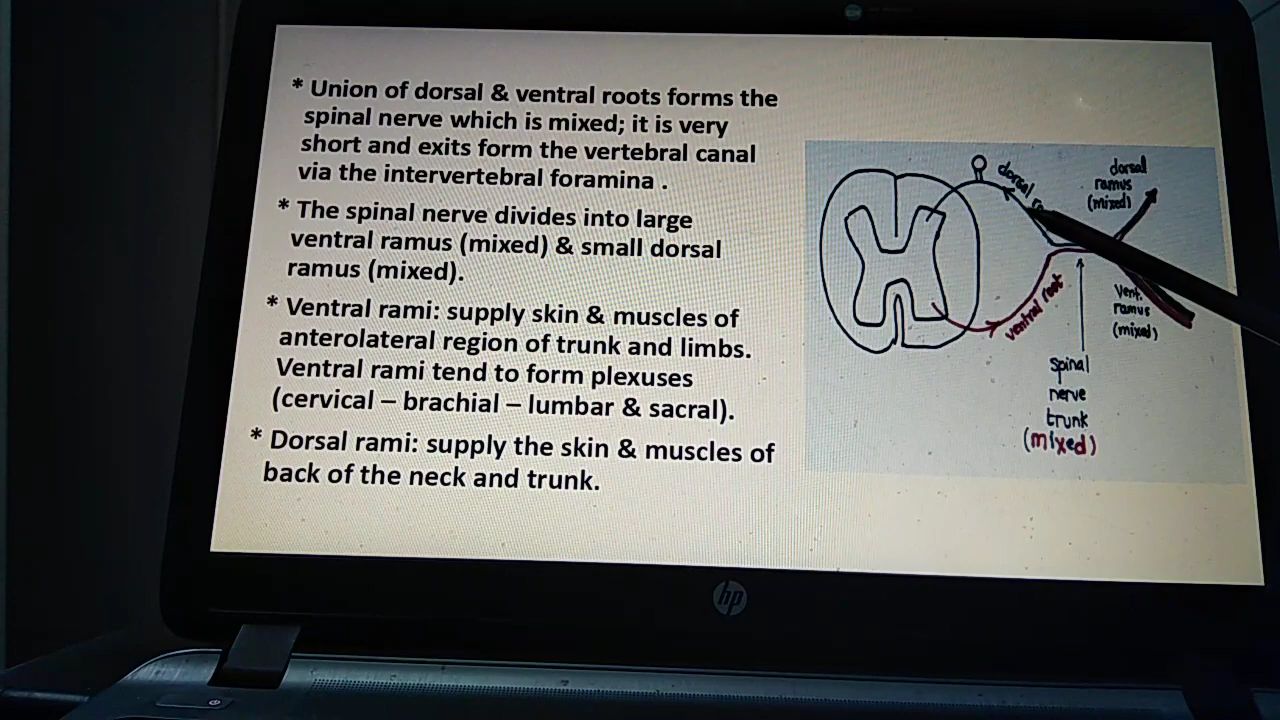 * Union of dorsal & ventral roots forms the
spinal nerve which is mixed; it is very
short and exits form the vertebral canal
via the intervertebral foramina .
* The spinal nerve divides into large
ventral ramus (mixed) & small dorsal
ramus (mixed).
* Ventral rami: supply skin & muscles of
anterolateral region of trunk and limbs.
Ventral rami tend to form plexuses
(cervical – brachial – lumbar & sacral).
* Dorsal rami: supply the skin & muscles of
back of the neck and trunk.
dorsal
dorsal
ramus
(mixed)
ventral root
Vent.
ramus
(mixed)
Spinal
nerve
trunk
(mixed)
hp